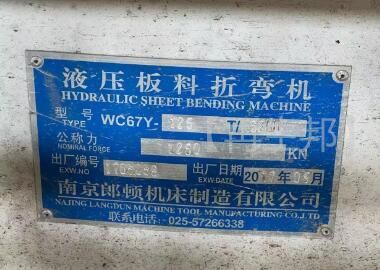 液压板料折弯机
HYDRAULIC SHEET BENDING MACHINE
型号 WC67Y- T/
TYPE
公称力 KN
NOMINAL FORCE
出厂编号 出厂日期 20 年 月
EXW.NO EXW·DATE
南京郎顿机床制造有限公司
NAJING LANGDUN MACHINE TOOL MANUFACTURING CO.,LTD
联系电话: 025-57266338